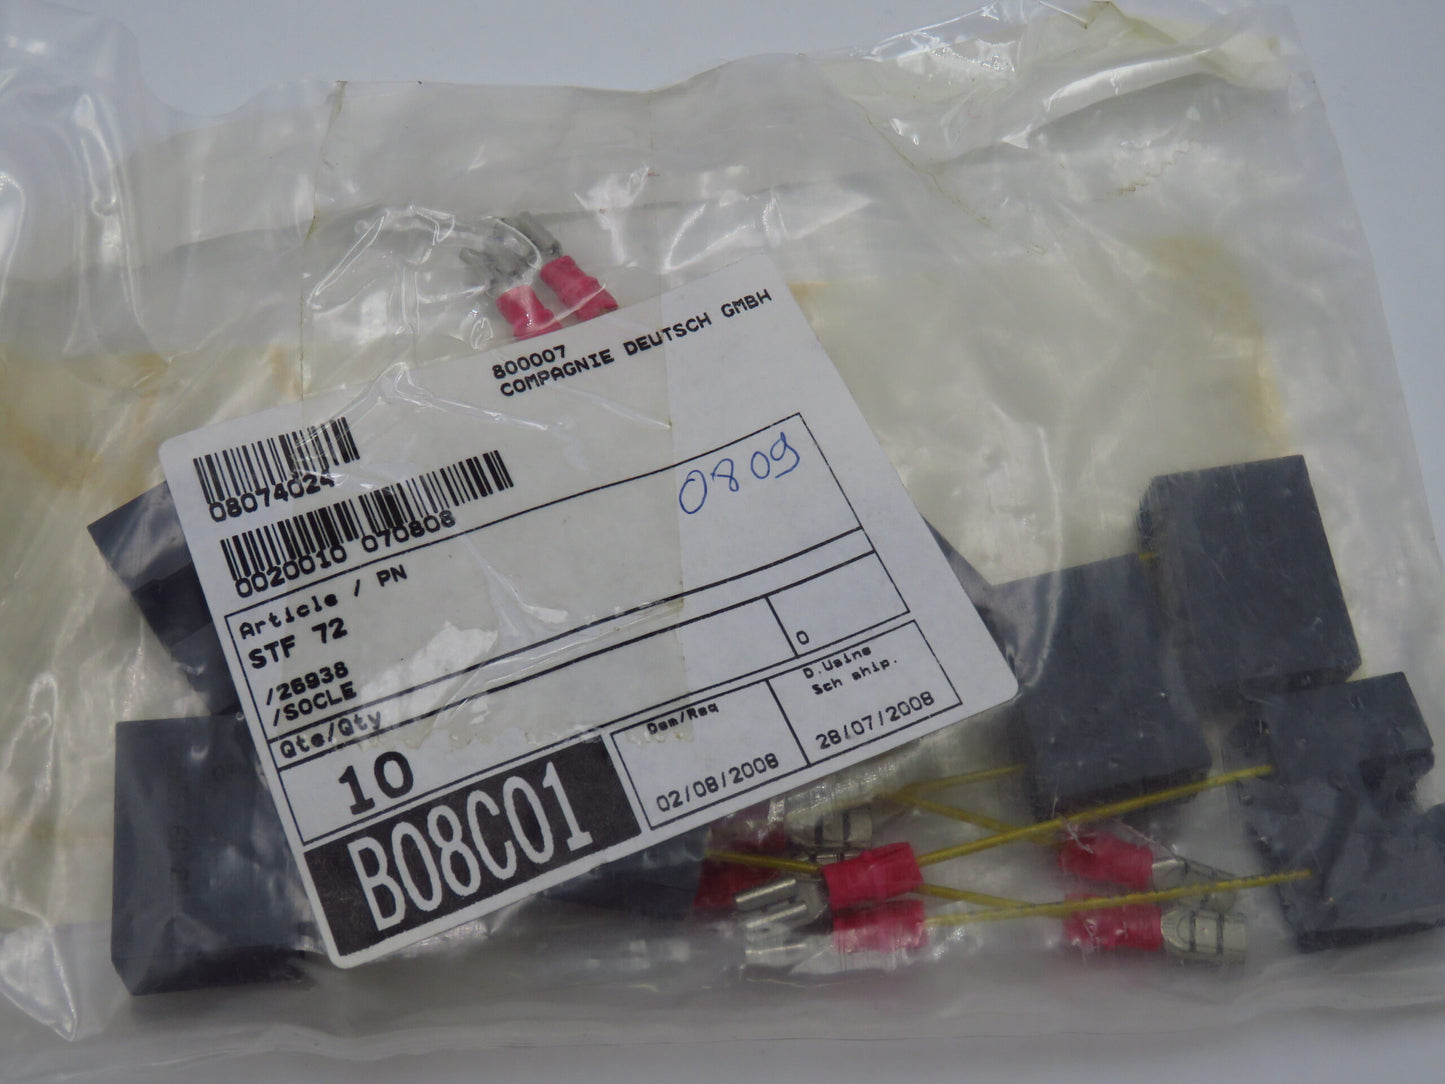 800007
COMPAGNIE DEUTSCH GMBH
08074024
0020010 070808
0809
Article / PN
STF 72
/26938
/SOCLE
Qte/Qty
10
0
Dem/Req
02/08/2008
D.Usine
Sch ship.
28/07/2008
B08C01